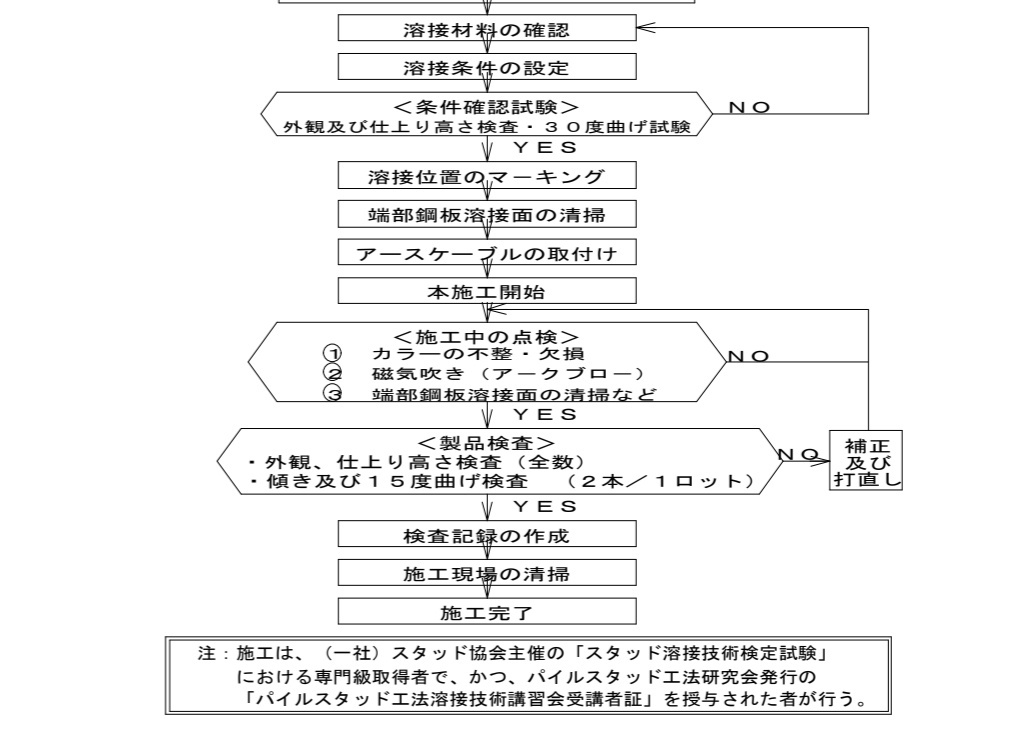 溶接材料の確認
溶接条件の設定
＜条件確認試験＞
外観及び仕上り高さ検査・３０度曲げ試験
ＮＯ
ＹＥＳ
溶接位置のマーキング
端部鋼板溶接面の清掃
アースケーブルの取付け
本施工開始
＜施工中の点検＞
① カラーの不整・欠損
② 磁気吹き（アークブロー）
③ 端部鋼板溶接面の清掃など
ＮＯ
ＹＥＳ
＜製品検査＞
・外観、仕上り高さ検査（全数）
・傾き及び１５度曲げ検査 （２本／１ロット）
ＮＯ
補正
及び
打直し
ＹＥＳ
検査記録の作成
施工現場の清掃
施工完了
注：施工は、（一社）スタッド協会主催の「スタッド溶接技術検定試験」
における専門級取得者で、かつ、パイルスタッド工法研究会発行の
「パイルスタッド工法溶接技術講習会受講者証」を授与された者が行う。